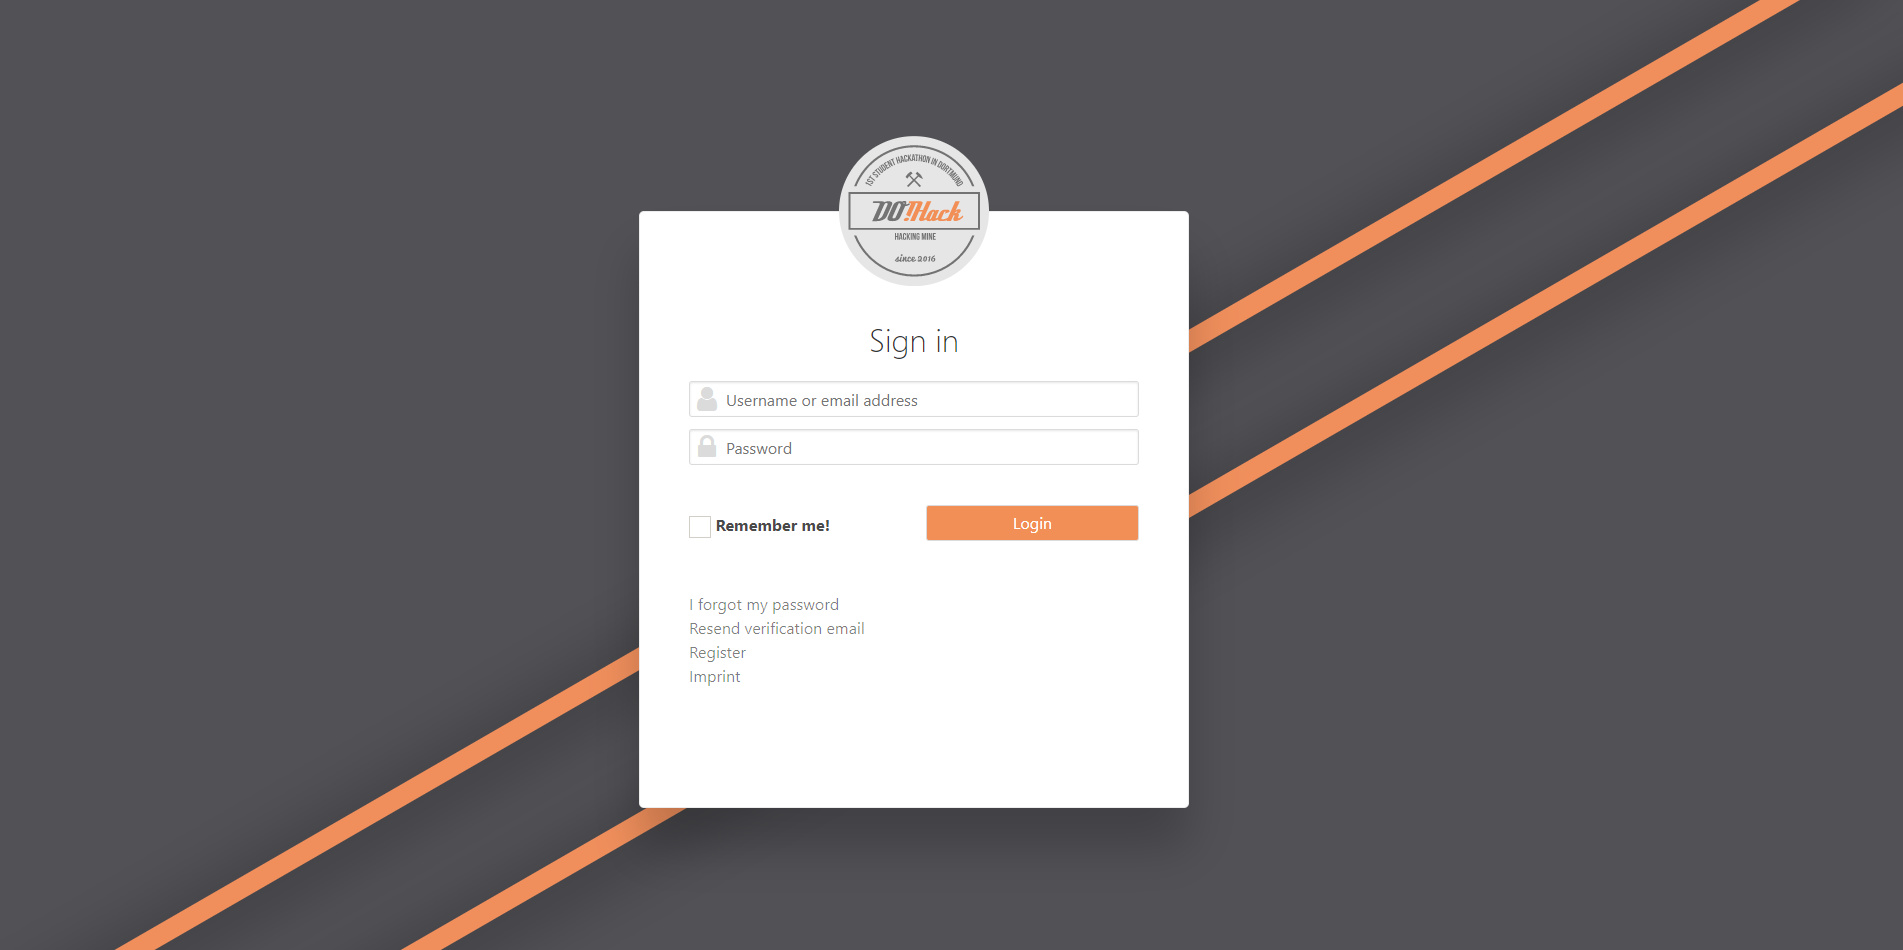 1ST STUDENT HACKATHON IN DORTMUND
DO!Hack
HACKING MINE
since 2016
Sign in
Username or email address
Password
Remember me!
Login
I forgot my password
Resend verification email
Register
Imprint